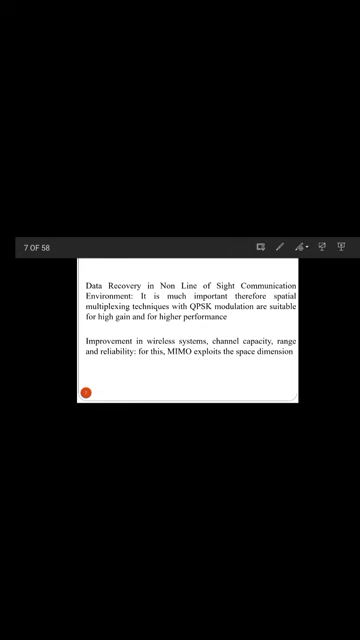 7 OF 58
Data Recovery in Non Line of Sight Communication
Environment: It is much important therefore spatial
multiplexing techniques with QPSK modulation are suitable
for high gain and for higher performance
Improvement in wireless systems, channel capacity, range
and reliability: for this, MIMO exploits the space dimension
7